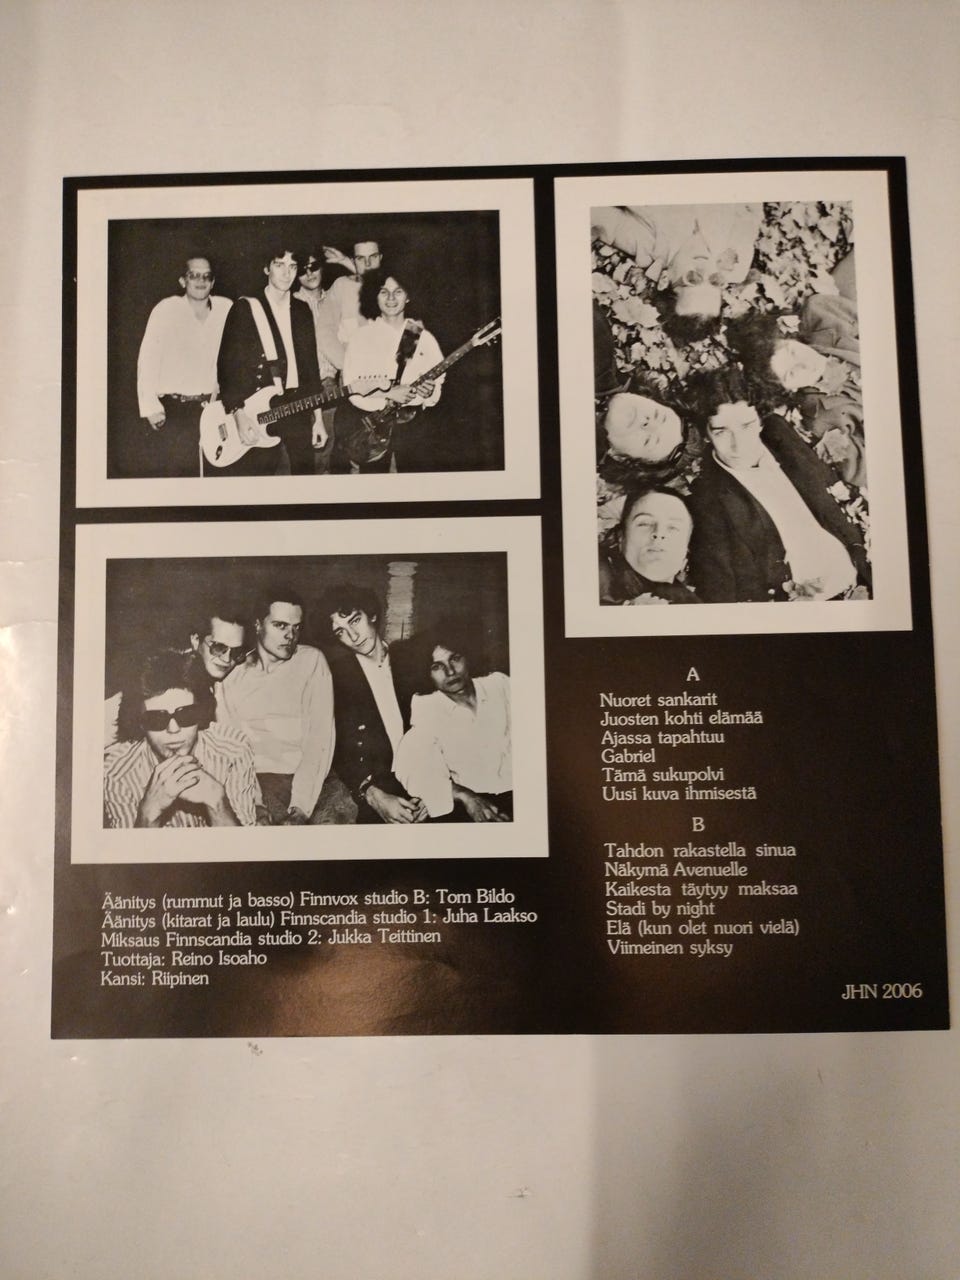 A
Nuoret sankarit
Juosten kohti elämää
Ajassa tapahtuu
Gabriel
Tämä sukupolvi
Uusi kuva ihmisestä
B
Tahdon rakastella sinua
Näkymä Avenuelle
Kaikesta täytyy maksaa
Stadi by night
Elä (kun olet nuori vielä)
Viimeinen syksy
Äänitys (rummut ja basso) Finnvox studio B: Tom Bildo
Äänitys (kitarat ja laulu) Finnscandia studio 1: Juha Laakso
Miksaus Finnscandia studio 2: Jukka Teittinen
Tuottaja: Reino Isoaho
Kansi: Riipinen
JHN 2006